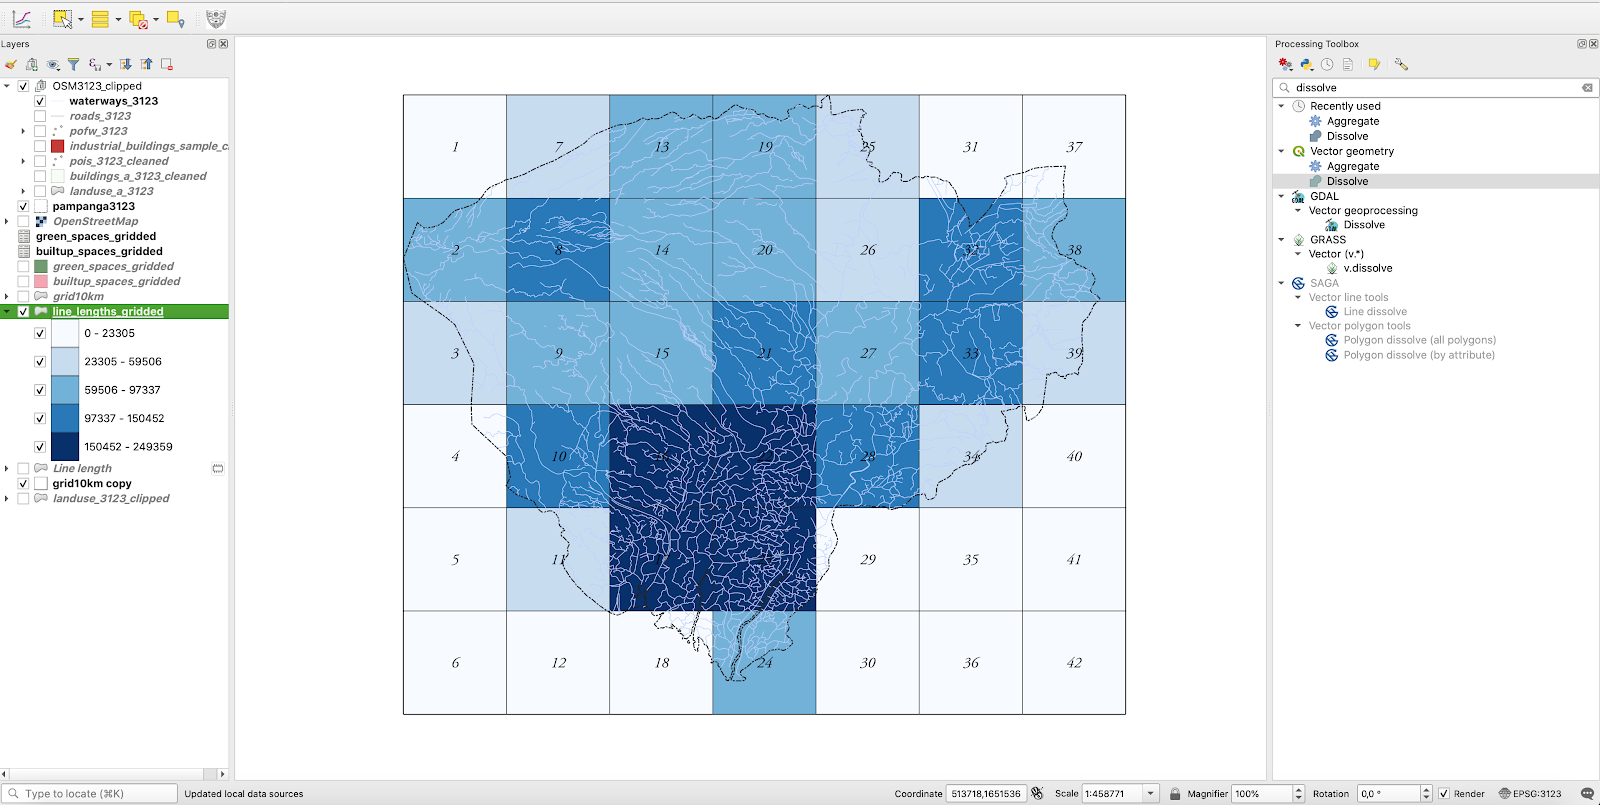 Layers
OSM3123_clipped
waterways_3123
roads_3123
pofw_3123
industrial_buildings_sample_c
pois_3123_cleaned
buildings_a_3123_cleaned
landuse_a_3123
pampanga3123
OpenStreetMap
green_spaces_gridded
builtup_spaces_gridded
green_spaces_gridded
builtup_spaces_gridded
grid10km
line_lengths_gridded
0 - 23305
23305 - 59506
59506 - 97337
97337 - 150452
150452 - 249359
Line length
grid10km copy
landuse_3123_clipped
1 7 13 19 25 31 37
2 8 14 20 26 32 38
3 9 15 21 27 33 39
4 10 28 34 40
5 11 29 35 41
6 12 18 24 30 36 42
Processing Toolbox
dissolve
Recently used
Aggregate
Dissolve
Vector geometry
Aggregate
Dissolve
GDAL
Vector geoprocessing
Dissolve
GRASS
Vector (v.*)
v.dissolve
SAGA
Vector line tools
Line dissolve
Vector polygon tools
Polygon dissolve (all polygons)
Polygon dissolve (by attribute)
Type to locate (⌘K) Updated local data sources Coordinate 513718,1651536 Scale 1:458771 Magnifier 100% Rotation 0,0 ° Render EPSG:3123